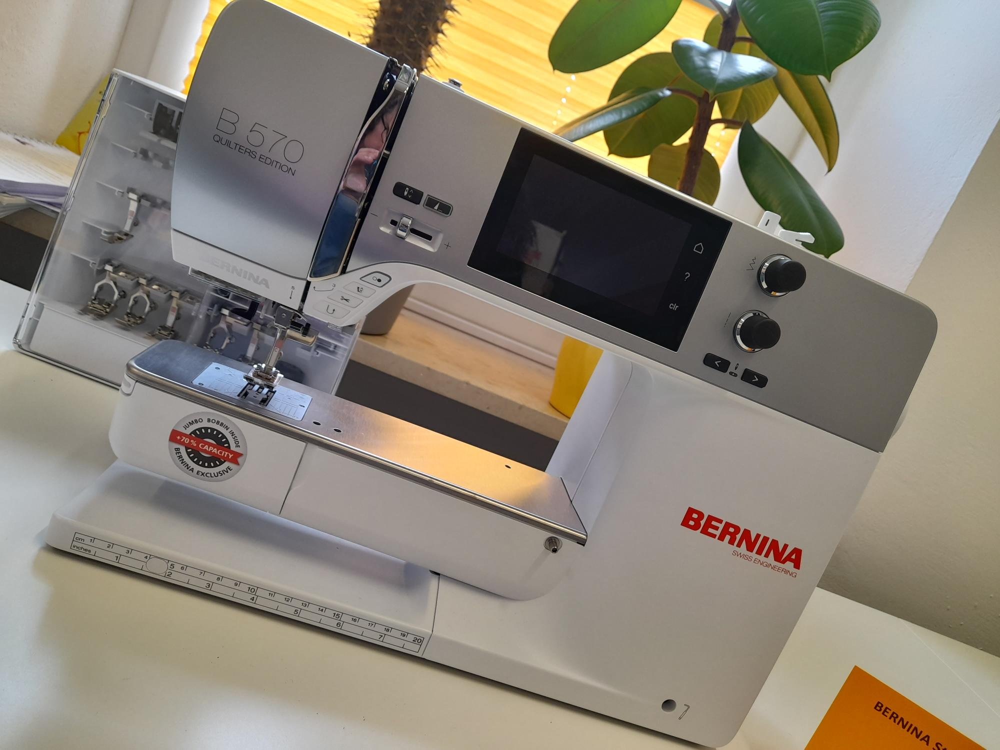 B 570
QUILTERS EDITION
BERNINA
5
3
−
+
?
clr
<
>
JUMBO BOBBIN INSIDE
+70 % CAPACITY
BERNINA EXCLUSIVE
cm 1 2 3 4 5 6 7 8 9 10 11 12 13 14 15 16 17 18 19 20
inches 1 2 3 4 5 6 7
BERNINA
SWISS ENGINEERING
BERNINA